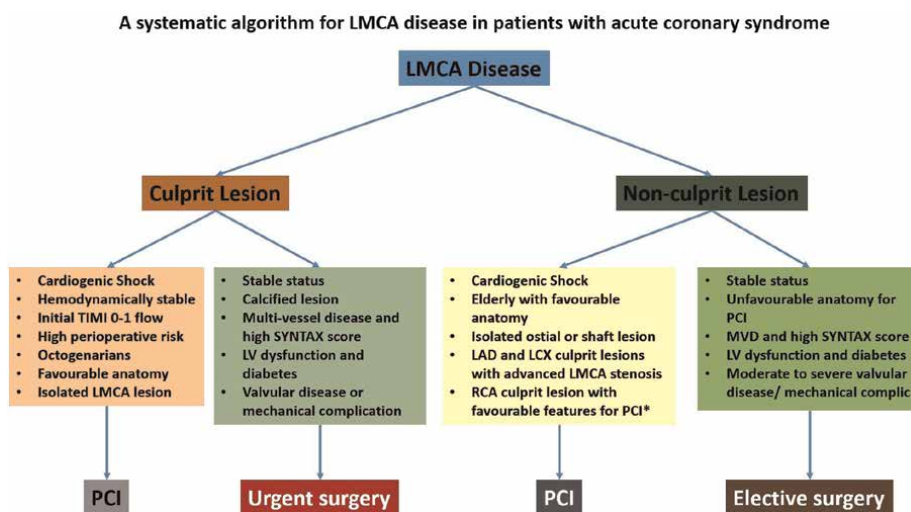 A systematic algorithm for LMCA disease in patients with acute coronary syndrome
LMCA Disease
Culprit Lesion
Non-culprit Lesion
• Cardiogenic Shock
• Hemodynamically stable
• Initial TIMI 0-1 flow
• High perioperative risk
• Octogenarians
• Favourable anatomy
• Isolated LMCA lesion
• Stable status
• Calcified lesion
• Multi-vessel disease and
high SYNTAX score
• LV dysfunction and
diabetes
• Valvular disease or
mechanical complication
• Cardiogenic Shock
• Elderly with favourable
anatomy
• Isolated ostial or shaft lesion
• LAD and LCX culprit lesions
with advanced LMCA stenosis
• RCA culprit lesion with
favourable features for PCI*
• Stable status
• Unfavourable anatomy for
PCI
• MVD and high SYNTAX score
• LV dysfunction and diabetes
• Moderate to severe valvular
disease/ mechanical complic
PCI
Urgent surgery
PCI
Elective surgery